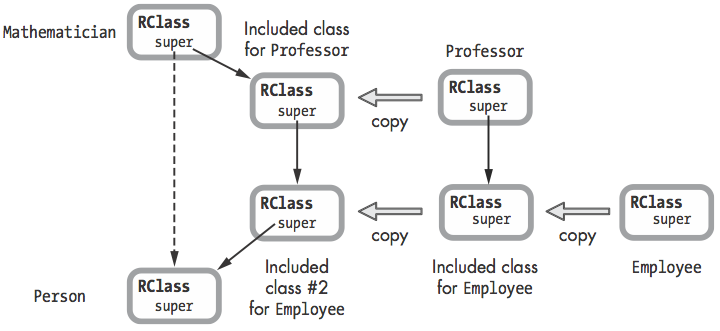 Mathematician
RClass
super
Included class
for Professor
Professor
RClass
super
copy
RClass
super
RClass
super
copy
RClass
super
copy
RClass
super
Person
RClass
super
Included
class #2
for Employee
Included class
for Employee
Employee